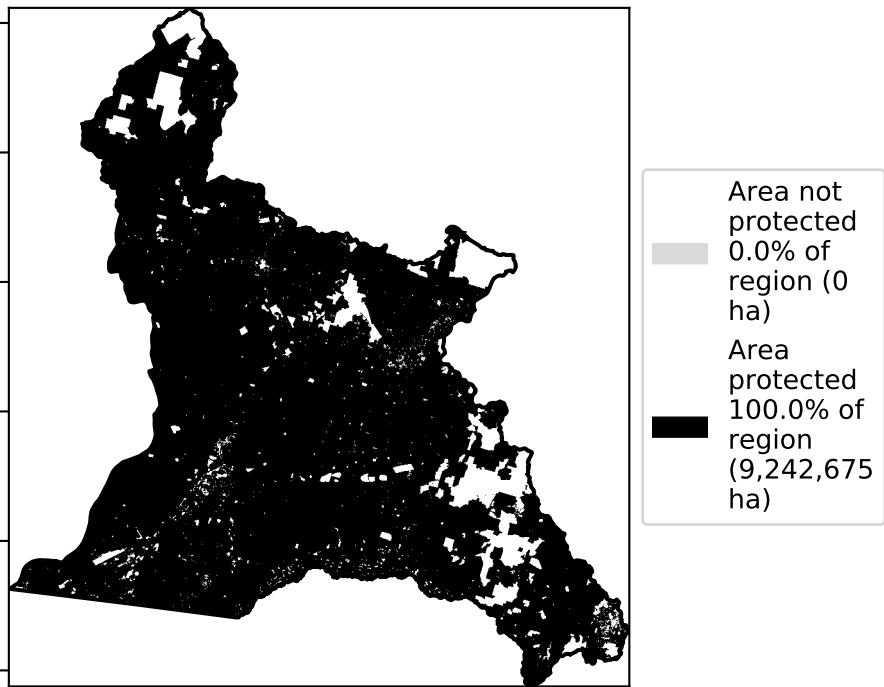 Area not
protected
0.0% of
region (0
ha)
Area
protected
100.0% of
region
(9,242,675
ha)